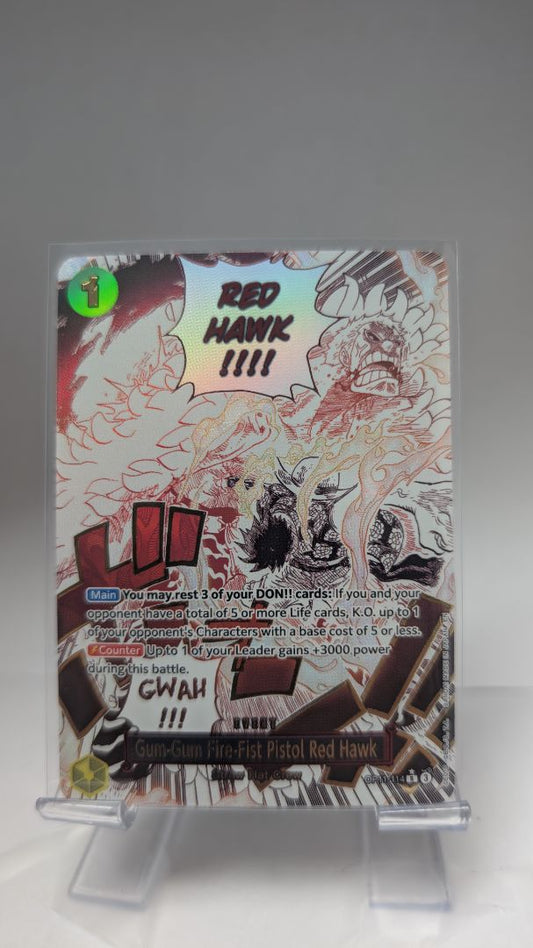 1
RED
HAWK
!!!!
Main You may rest 3 of your DON!! cards: If you and your
opponent have a total of 5 or more Life cards, K.O. up to 1
of your opponent's Characters with a base cost of 5 or less.
Counter Up to 1 of your Leader gains +3000 power
during this battle.
GWAH
!!!
EVENT
Gum-Gum Fire-Fist Pistol Red Hawk
Straw Hat Crew
3